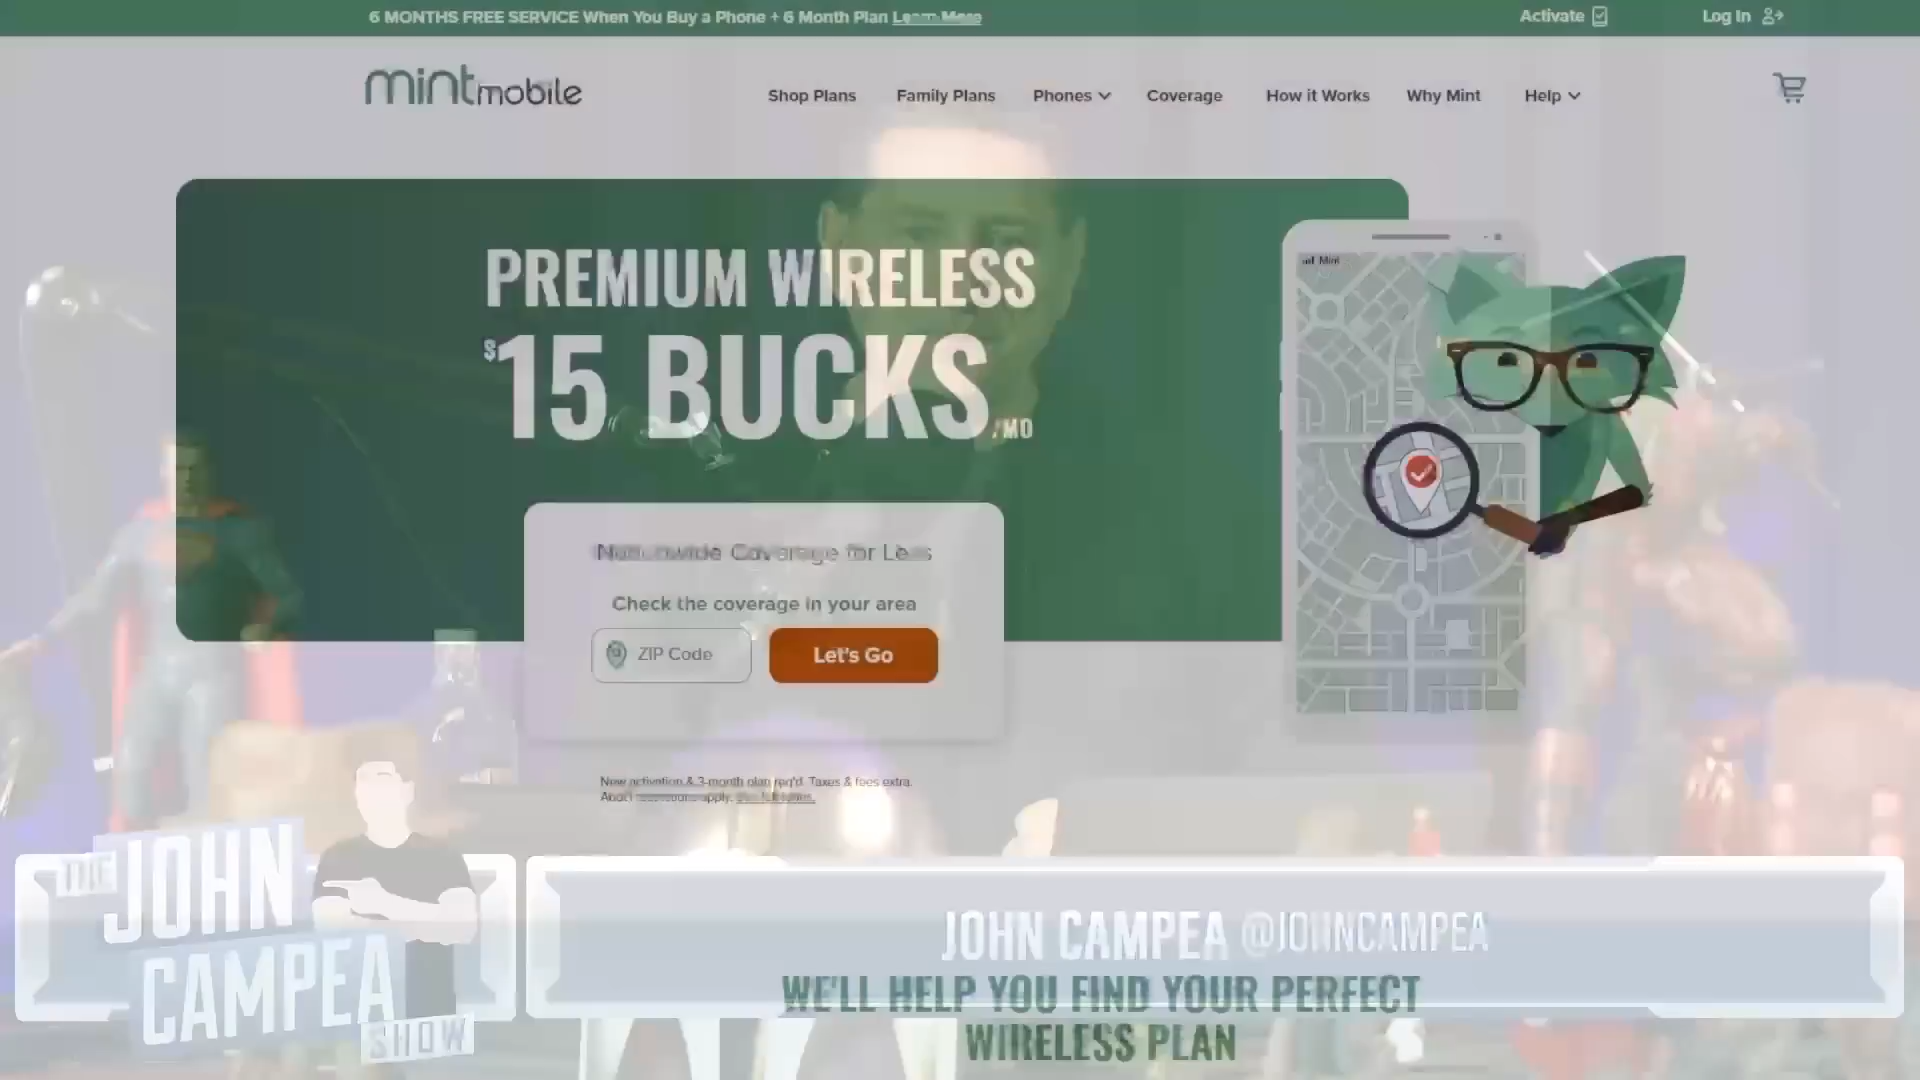 6 MONTHS FREE SERVICE When You Buy a Phone + 6 Month Plan Learn More
Activate
Log In
mintmobile
Shop Plans
Family Plans
Phones
Coverage
How it Works
Why Mint
Help
PREMIUM WIRELESS
$15 BUCKS/MO
Mint
Nationwide Coverage for Less
Check the coverage in your area
ZIP Code
Let's Go
New activation & 3-month plan req'd. Taxes & fees extra.
apply.
THE
JOHN
CAMPEA
SHOW
JOHN CAMPEA @JOHNCAMPEA
WE'LL HELP YOU FIND YOUR PERFECT
WIRELESS PLAN